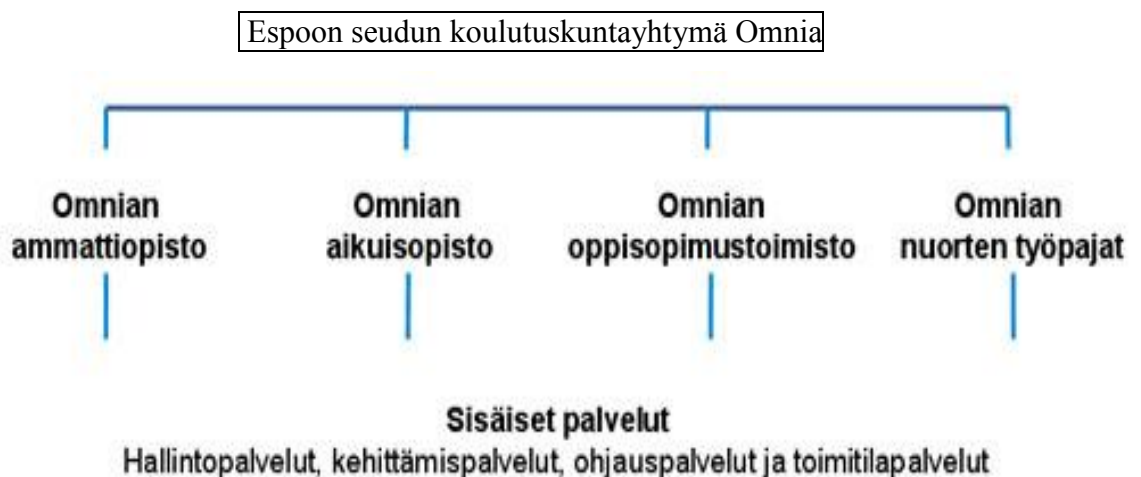 Espoon seudun koulutuskuntayhtymä Omnia
Omnian
ammattiopisto
Omnian
aikuisopisto
Omnian
oppisopimustoimisto
Omnian
nuorten työpajat
Sisäiset palvelut
Hallintopalvelut, kehittämispalvelut, ohjauspalvelut ja toimitilapalvelut